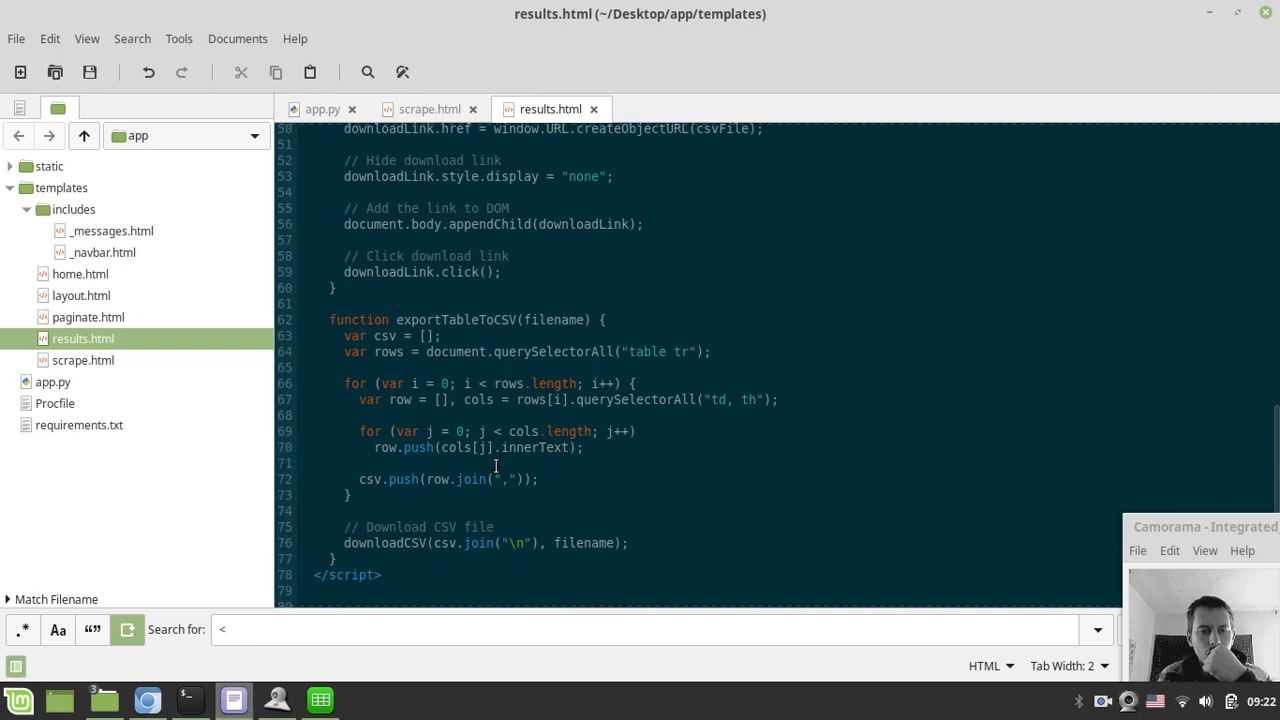 results.html (~/Desktop/app/templates)
File Edit View Search Tools Documents Help
app.py scrape.html results.html
app
static
templates
includes
_messages.html
_navbar.html
home.html
layout.html
paginate.html
results.html
scrape.html
app.py
Procfile
requirements.txt
Match Filename
50 downloadLink.href = window.URL.createObjectURL(csvFile);
51
52 // Hide download link
53 downloadLink.style.display = "none";
54
55 // Add the link to DOM
56 document.body.appendChild(downloadLink);
57
58 // Click download link
59 downloadLink.click();
60 }
61
62 function exportTableToCSV(filename) {
63 var csv = [];
64 var rows = document.querySelectorAll("table tr");
65
66 for (var i = 0; i < rows.length; i++) {
67 var row = [], cols = rows[i].querySelectorAll("td, th");
68
69 for (var j = 0; j < cols.length; j++)
70 row.push(cols[j].innerText);
71
72 csv.push(row.join(","));
73 }
74
75 // Download CSV file
76 downloadCSV(csv.join("\n"), filename);
77 }
78 </script>
79
80
Camorama - Integrated
File Edit View Help
.* Aa “” Search for: <
HTML Tab Width: 2
3
09:22